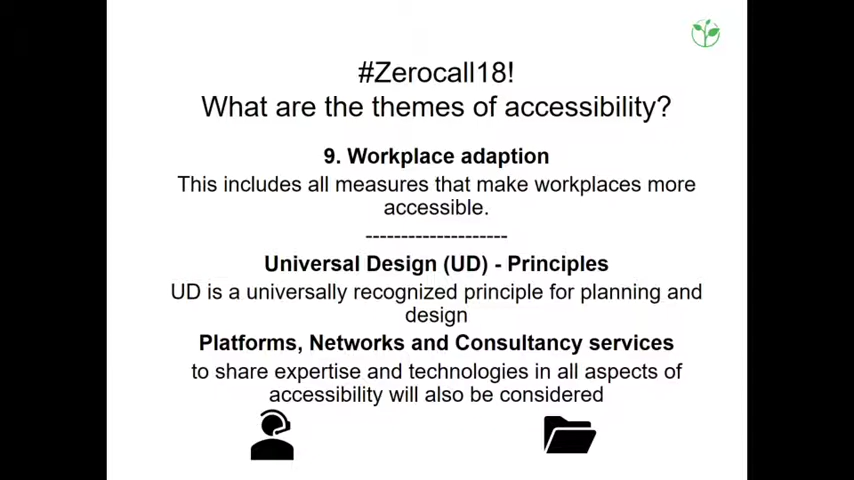 #Zerocall18!
What are the themes of accessibility?
9. Workplace adaption
This includes all measures that make workplaces more
accessible.
--------------------
Universal Design (UD) - Principles
UD is a universally recognized principle for planning and
design
Platforms, Networks and Consultancy services
to share expertise and technologies in all aspects of
accessibility will also be considered